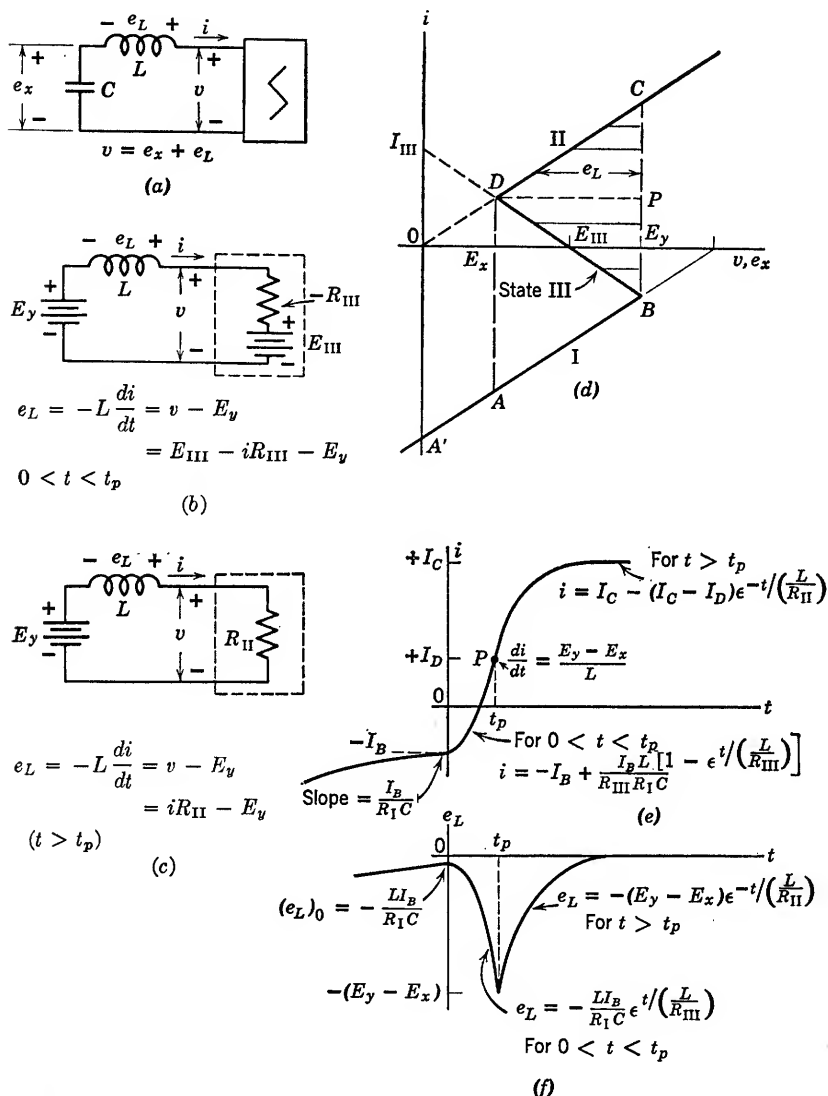 − e_L + i
+ + L +
e_x C v
− − −
v = e_x + e_L
(a)
− e_L + i
+ L +
E_y v −R_III
− + E_III
− −
e_L = −L di/dt = v − E_y
= E_III − iR_III − E_y
0 < t < t_p
(b)
− e_L + i
+ L +
E_y v R_II
− −
e_L = −L di/dt = v − E_y
= iR_II − E_y
(t > t_p)
(c)
i
C
II
I_III
e_L
D
P
0 E_x E_III E_y v, e_x
State III
B
I
A
A'
(d)
+I_C i
For t > t_p
i = I_C − (I_C − I_D)ϵ^{−t/(L/R_II)}
+I_D P di/dt = (E_y − E_x)/L
0 t_p t
−I_B
For 0 < t < t_p
i = −I_B + (I_B L)/(R_III R_I C) [1 − ϵ^{t/(L/R_III)}]
Slope = I_B/(R_I C)
(e)
e_L
0 t_p t
(e_L)_0 = − LI_B/(R_I C)
e_L = −(E_y − E_x)ϵ^{−t/(L/R_II)}
For t > t_p
−(E_y − E_x)
e_L = − LI_B/(R_I C) ϵ^{t/(L/R_III)}
For 0 < t < t_p
(f)